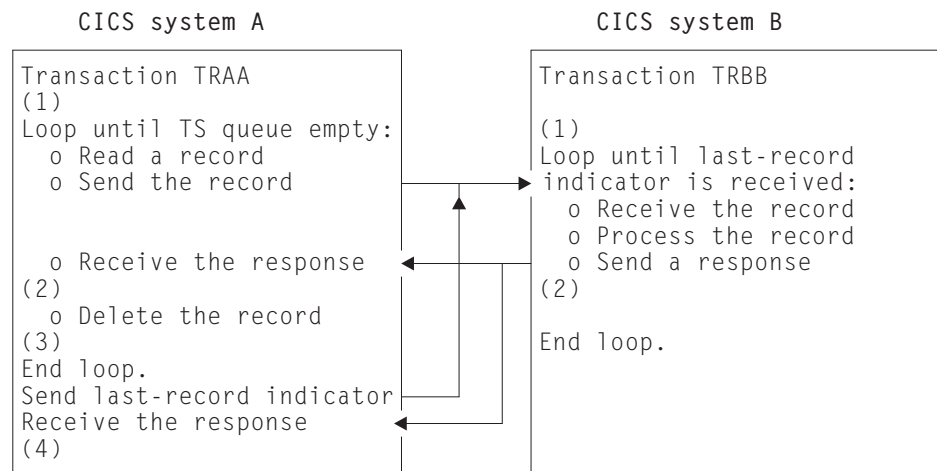 CICS system A
CICS system B
Transaction TRAA
(1)
Loop until TS queue empty:
o Read a record
o Send the record
o Receive the response
(2)
o Delete the record
(3)
End loop.
Send last-record indicator
Receive the response
(4)
Transaction TRBB
(1)
Loop until last-record
indicator is received:
o Receive the record
o Process the record
o Send a response
(2)
End loop.